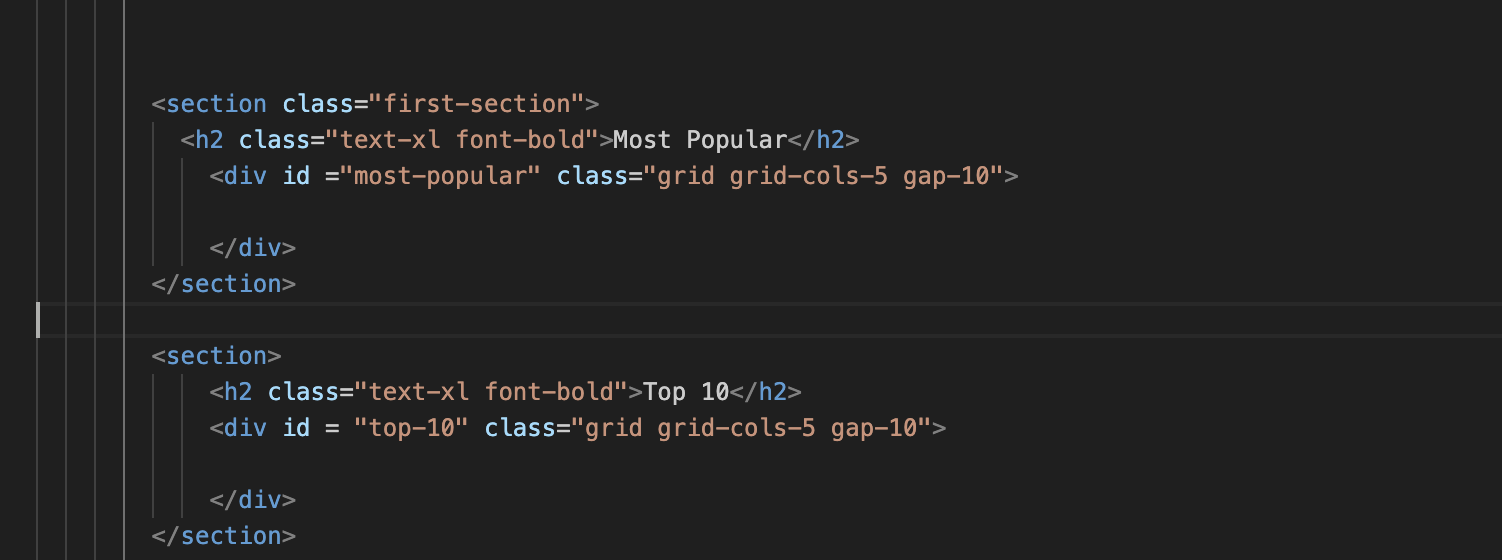 <section class="first-section">
<h2 class="text-xl font-bold">Most Popular</h2>
<div id ="most-popular" class="grid grid-cols-5 gap-10">
</div>
</section>
<section>
<h2 class="text-xl font-bold">Top 10</h2>
<div id = "top-10" class="grid grid-cols-5 gap-10">
</div>
</section>